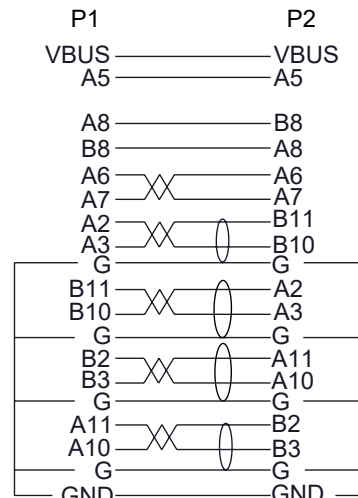 P1 P2
VBUS VBUS
A5 A5
A8 B8
B8 A8
A6 A6
A7 A7
A2 B11
A3 B10
G G
B11 A2
B10 A3
G G
B2 A11
B3 A10
G G
A11 B2
A10 B3
G G
GND GND